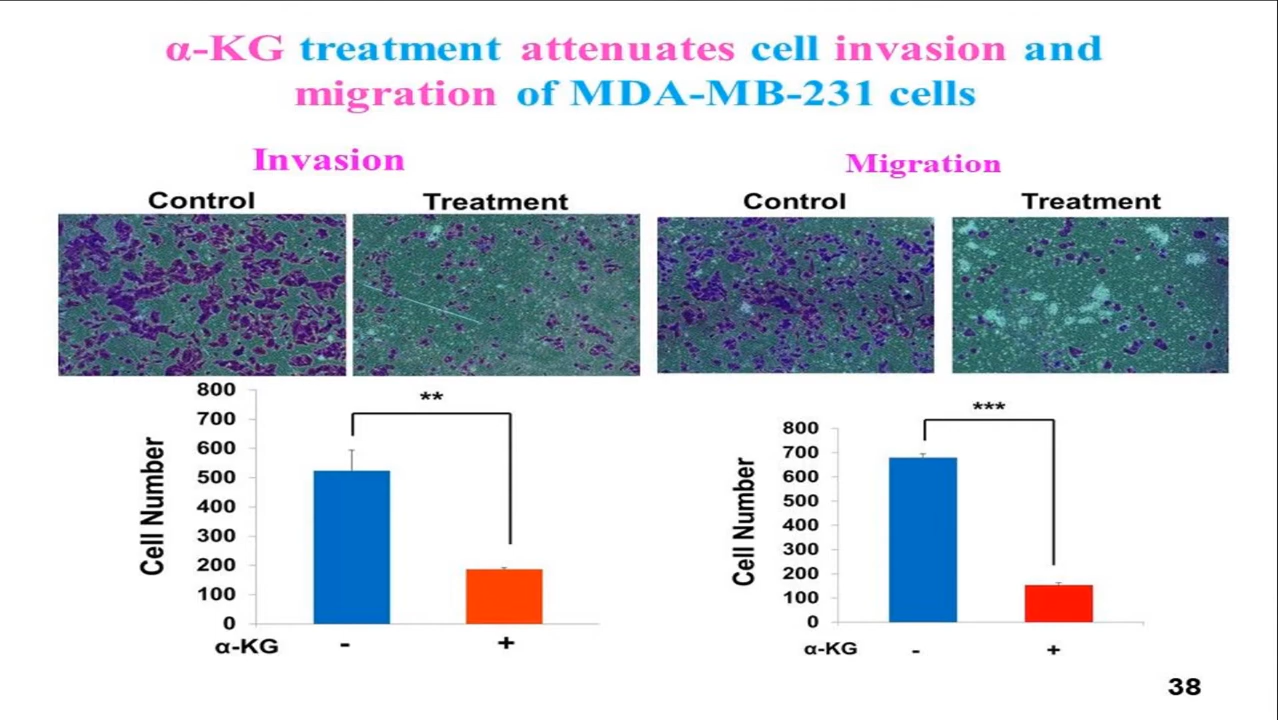 α-KG treatment attenuates cell invasion and
migration of MDA-MB-231 cells
Invasion
Migration
Control
Treatment
Control
Treatment
**
800
700
600
500
400
300
200
100
0
Cell Number
α-KG
-
+
***
800
700
600
500
400
300
200
100
0
Cell Number
α-KG
-
+
38